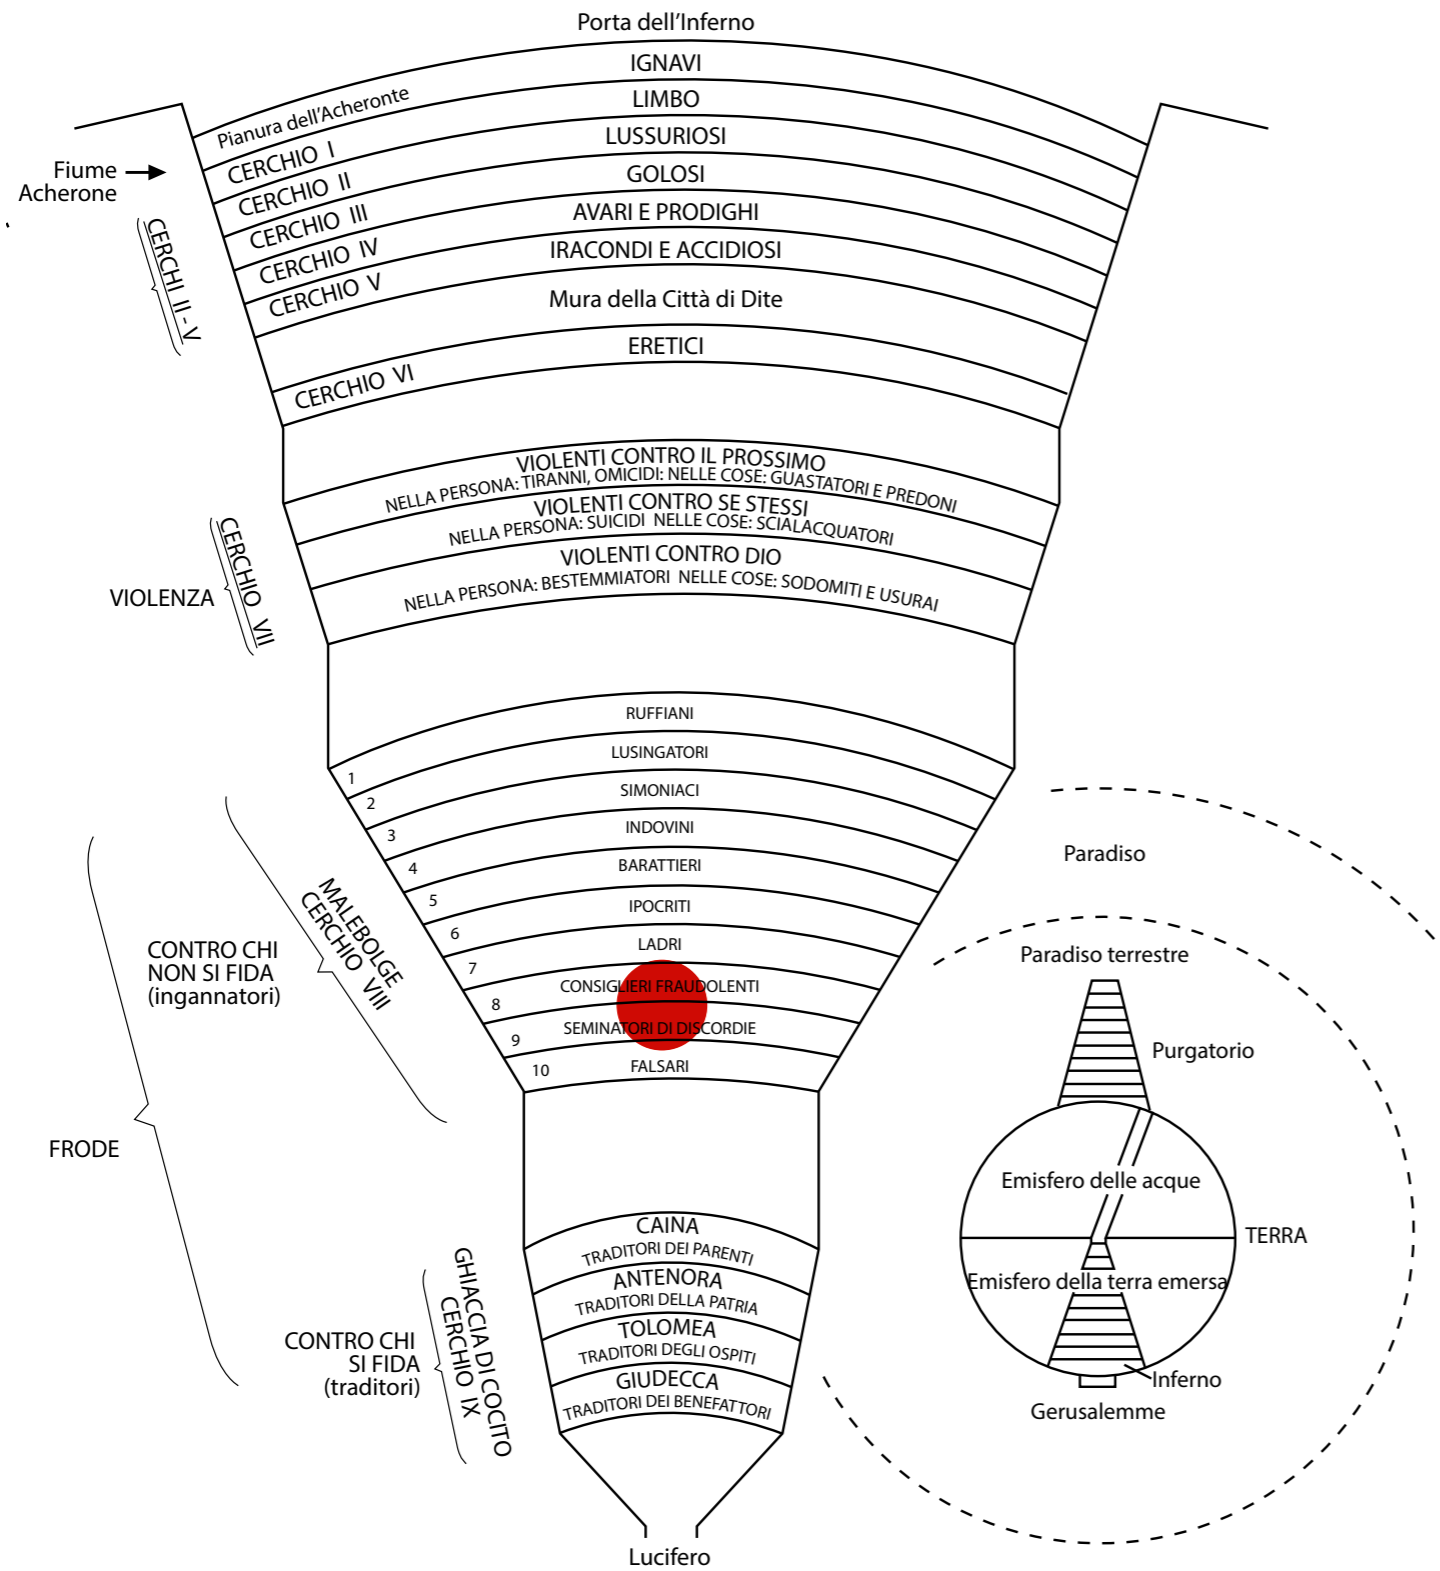 Porta dell'Inferno
IGNAVI
Pianura dell'Acheronte
LIMBO
CERCHIO I
Fiume
Acherone
LUSSURIOSI
CERCHIO II
GOLOSI
CERCHIO III
AVARI E PRODIGHI
CERCHIO IV
IRACONDI E ACCIDIOSI
CERCHIO V
CERCHI II - V
Mura della Città di Dite
ERETICI
CERCHIO VI
VIOLENTI CONTRO IL PROSSIMO
NELLA PERSONA: TIRANNI, OMICIDI: NELLE COSE: GUASTATORI E PREDONI
VIOLENTI CONTRO SE STESSI
NELLA PERSONA: SUICIDI NELLE COSE: SCIALACQUATORI
VIOLENTI CONTRO DIO
NELLA PERSONA: BESTEMMIATORI NELLE COSE: SODOMITI E USURAI
VIOLENZA
CERCHIO VII
RUFFIANI
1
LUSINGATORI
2
SIMONIACI
3
INDOVINI
4
BARATTIERI
5
IPOCRITI
6
LADRI
7
CONSIGLIERI FRAUDOLENTI
8
SEMINATORI DI DISCORDIE
9
FALSARI
10
MALEBOLGE
CERCHIO VIII
CONTRO CHI
NON SI FIDA
(ingannatori)
FRODE
CAINA
TRADITORI DEI PARENTI
ANTENORA
TRADITORI DELLA PATRIA
TOLOMEA
TRADITORI DEGLI OSPITI
GIUDECCA
TRADITORI DEI BENEFATTORI
GHIACCIA DI COCITO
CERCHIO IX
CONTRO CHI
SI FIDA
(traditori)
Lucifero
Paradiso
Paradiso terrestre
Purgatorio
Emisfero delle acque
TERRA
Emisfero della terra emersa
Inferno
Gerusalemme